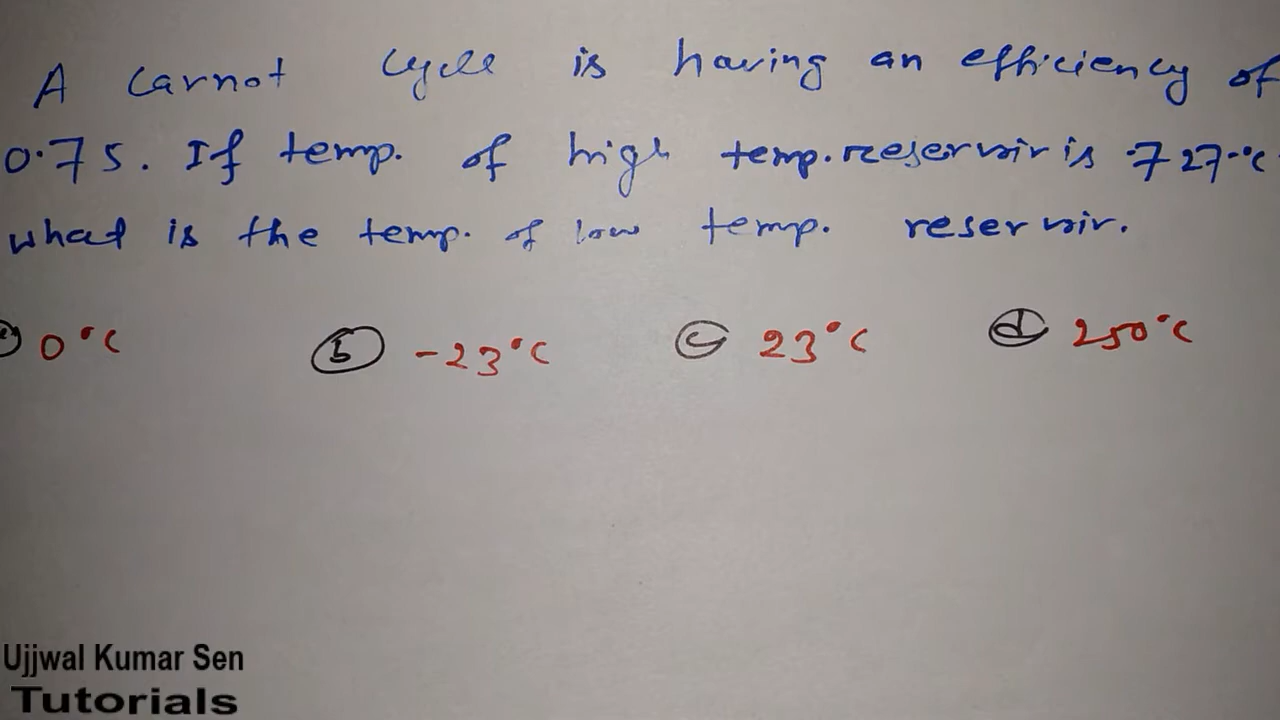 A Carnot cycle is having an efficiency of
0.75. If temp. of high temp. reservoir is 727°C
what is the temp. of low temp. reservoir.
0°C b -23°C c 23°C d 250°C
Ujjwal Kumar Sen
Tutorials